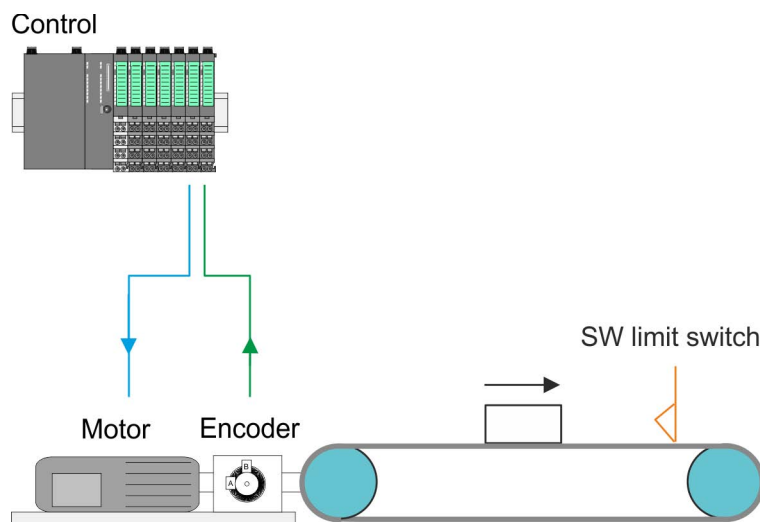 Control
SW limit switch
Motor
Encoder
B
A